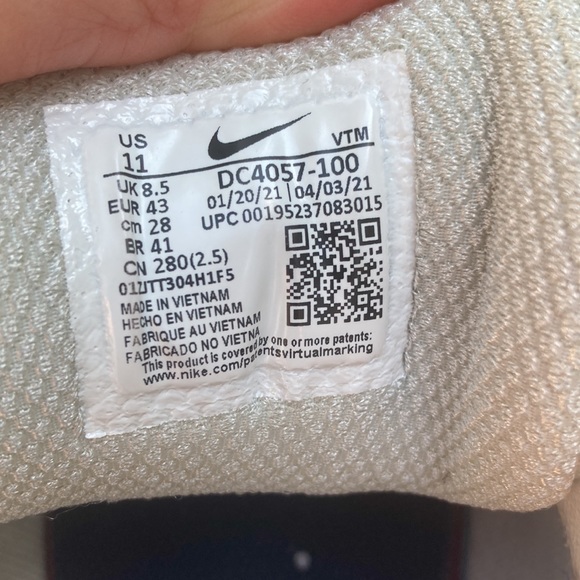 US
11
VTM
DC4057-100
UK 8.5
01/20/21 | 04/03/21
EUR 43
UPC 00195237083015
cm 28
BR 41
CN 280(2.5)
01ZJTT304H1F5
MADE IN VIETNAM
HECHO EN VIETNAM
FABRIQUE AU VIETNAM
FABRICADO NO VIETNA
This product is covered by one or more patents:
www.nike.com/patentsvirtualmarking